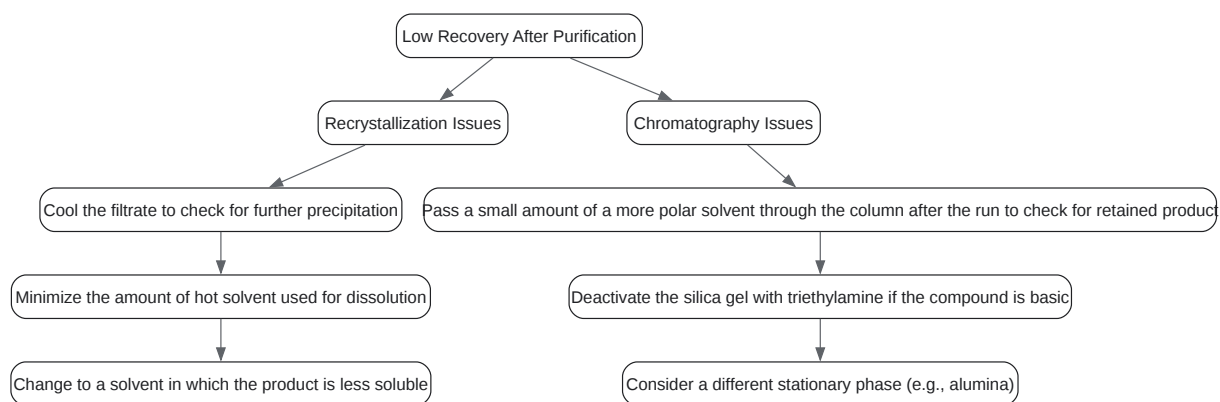 Low Recovery After Purification
Recrystallization Issues
Chromatography Issues
Cool the filtrate to check for further precipitation
Pass a small amount of a more polar solvent through the column after the run to check for retained product
Minimize the amount of hot solvent used for dissolution
Deactivate the silica gel with triethylamine if the compound is basic
Change to a solvent in which the product is less soluble
Consider a different stationary phase (e.g., alumina)